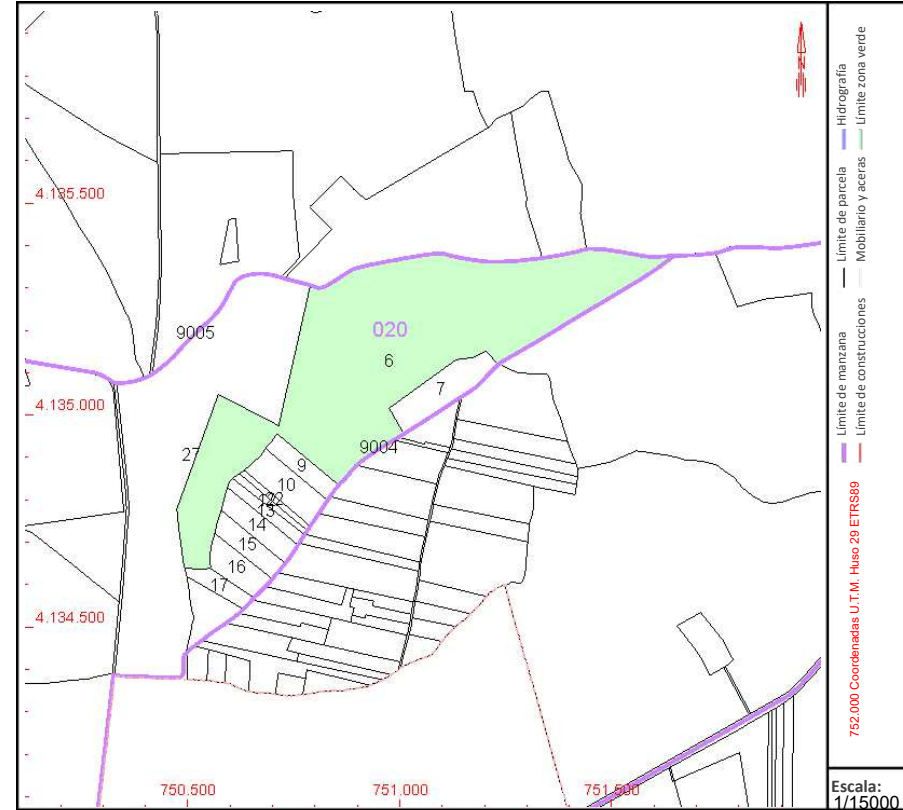 N
4.135.500
9005
020
6
7
4.135.000
9004
27
9
10
12
22
13
14
15
16
17
4.134.500
750.500
751.000
751.500
752.000 Coordenadas U.T.M. Huso 29 ETRS89
Límite de manzana
Límite de parcela
Hidrografía
Límite de construcciones
Mobiliario y aceras
Límite zona verde
Escala:
1/15000